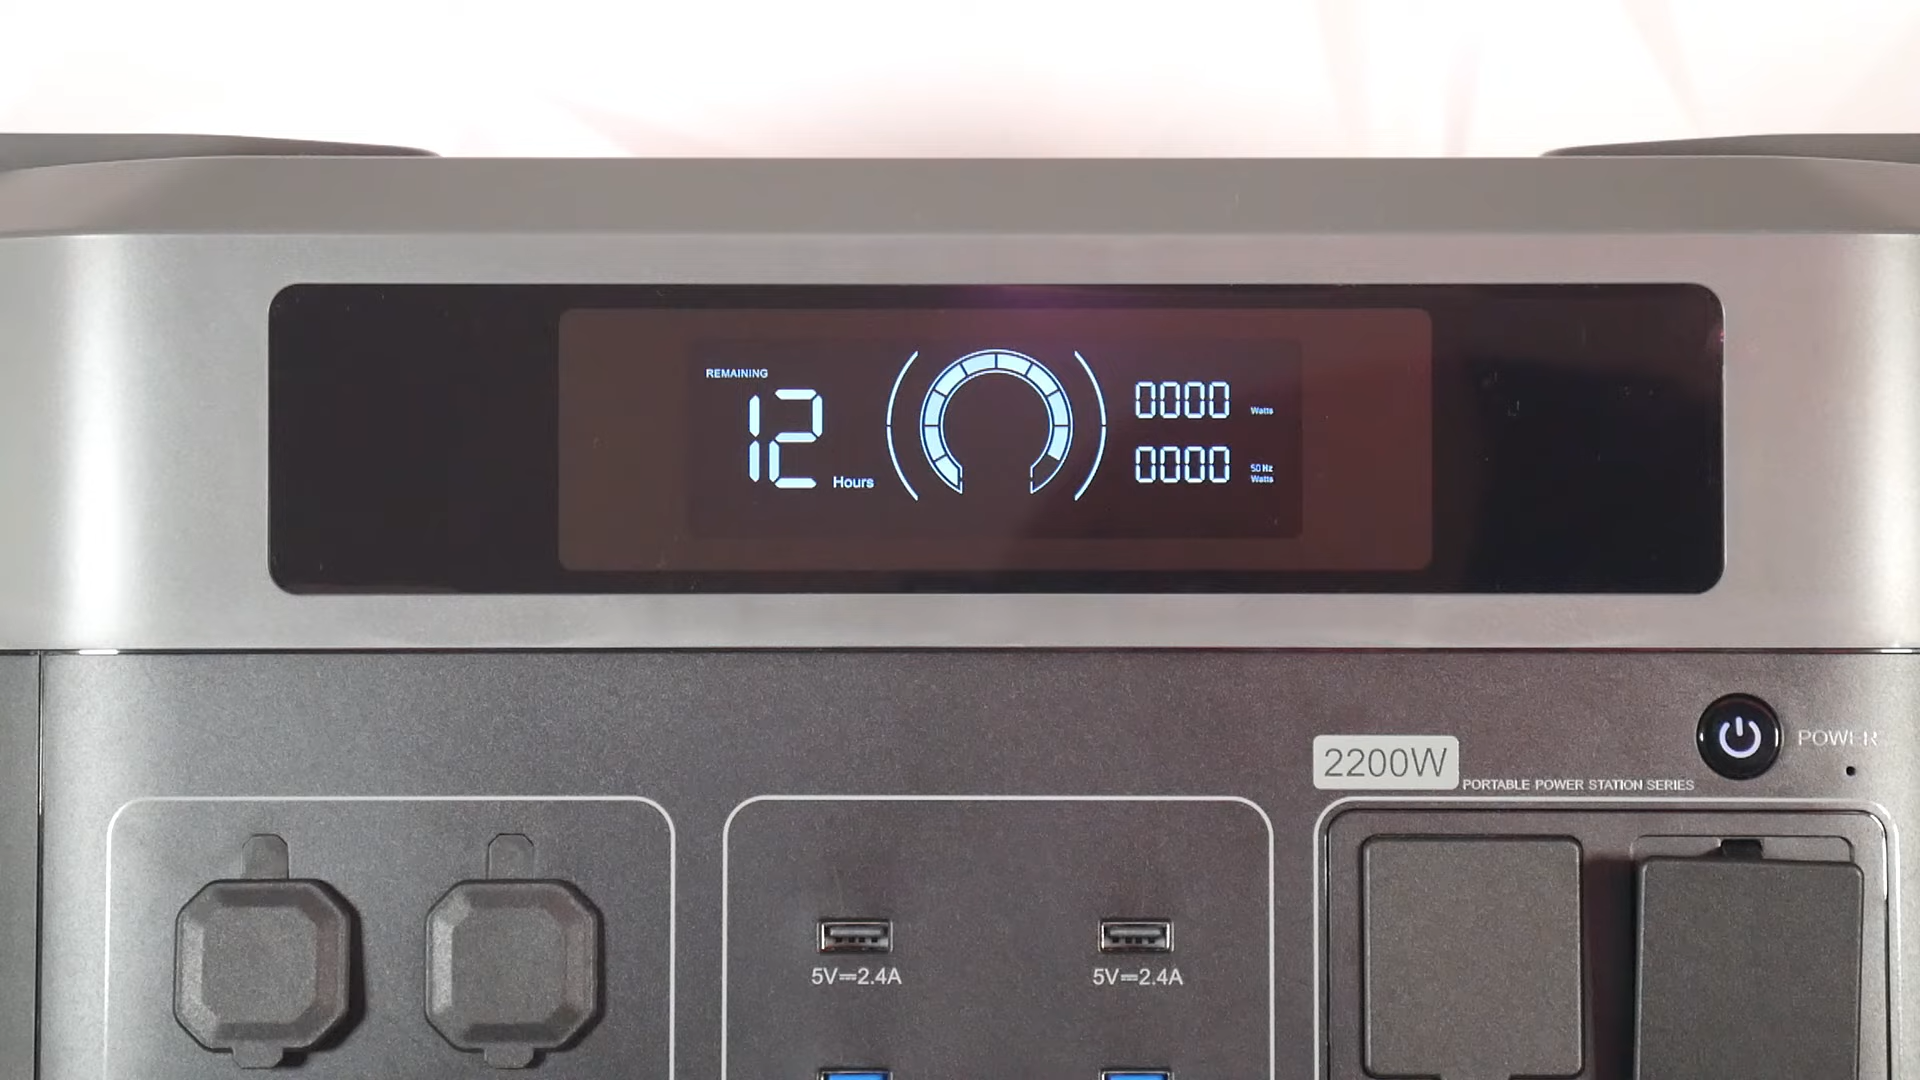 REMAINING
12 Hours
0000 Watts
0000 50 Hz Watts
POWER
2200W
PORTABLE POWER STATION SERIES
5V⎓2.4A
5V⎓2.4A